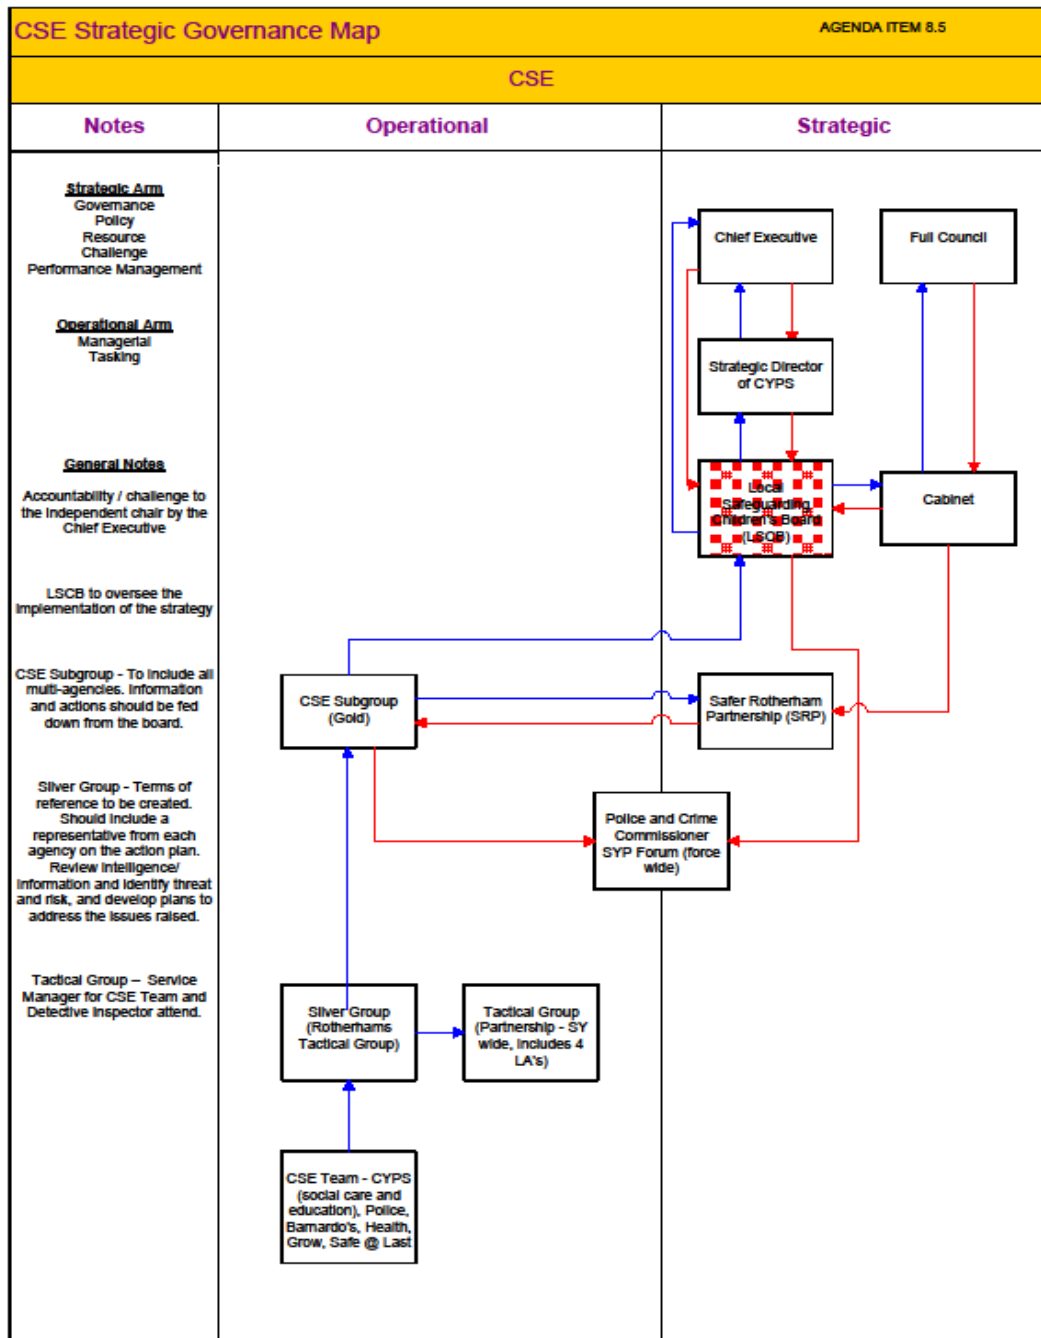 CSE Strategic Governance Map
AGENDA ITEM 8.5
CSE
Notes
Operational
Strategic
Strategic Arm
Governance
Policy
Resource
Challenge
Performance Management
Operational Arm
Managerial
Tasking
General Notes
Accountability / challenge to
the Independent chair by the
Chief Executive
LSCB to oversee the
implementation of the strategy
CSE Subgroup - To include all
multi-agencies. Information
and actions should be fed
down from the board.
Silver Group - Terms of
reference to be created.
Should include a
representative from each
agency on the action plan.
Review Intelligence/
Information and identify threat
and risk, and develop plans to
address the issues raised.
Tactical Group – Service
Manager for CSE Team and
Detective Inspector attend.
Chief Executive
Full Council
Strategic Director
of CYPS
Local
Safeguarding
Children's Board
(LSCB)
Cabinet
CSE Subgroup
(Gold)
Safer Rotherham
Partnership (SRP)
Police and Crime
Commissioner
SYP Forum (force
wide)
Silver Group
(Rotherhams
Tactical Group)
Tactical Group
(Partnership - SY
wide, includes 4
LA's)
CSE Team - CYPS
(social care and
education), Police,
Barnardo's, Health,
Grow, Safe @ Last